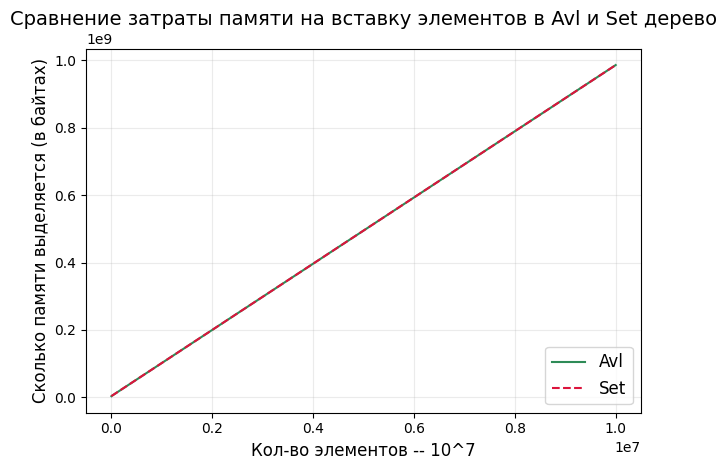 Сравнение затраты памяти на вставку элементов в Avl и Set дерево
1e9
1.0
0.8
0.6
0.4
0.2
0.0
Сколько памяти выделяется (в байтах)
Avl
Set
0.0 0.2 0.4 0.6 0.8 1.0
1e7
Кол-во элементов -- 10^7